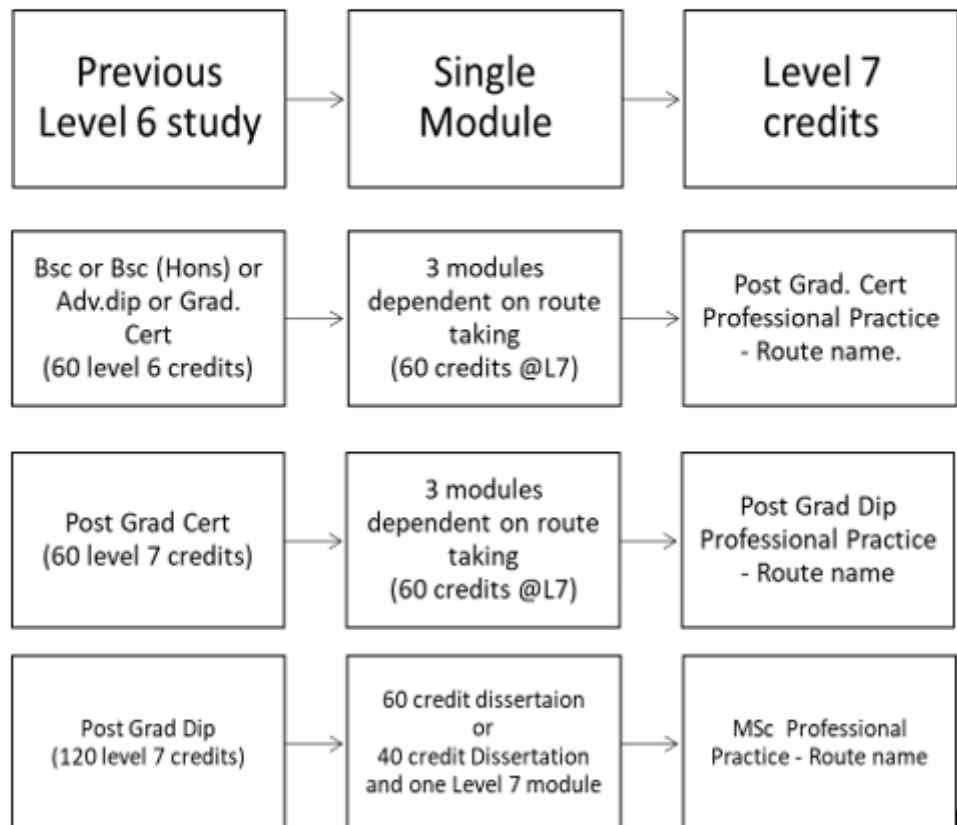 Previous
Level 6 study
Single
Module
Level 7
credits
Bsc or Bsc (Hons) or
Adv.dip or Grad.
Cert
(60 level 6 credits)
3 modules
dependent on route
taking
(60 credits @L7)
Post Grad. Cert
Professional Practice
- Route name.
Post Grad Cert
(60 level 7 credits)
3 modules
dependent on route
taking
(60 credits @L7)
Post Grad Dip
Professional Practice
- Route name
Post Grad Dip
(120 level 7 credits)
60 credit dissertaion
or
40 credit Dissertation
and one Level 7 module
MSc Professional
Practice - Route name